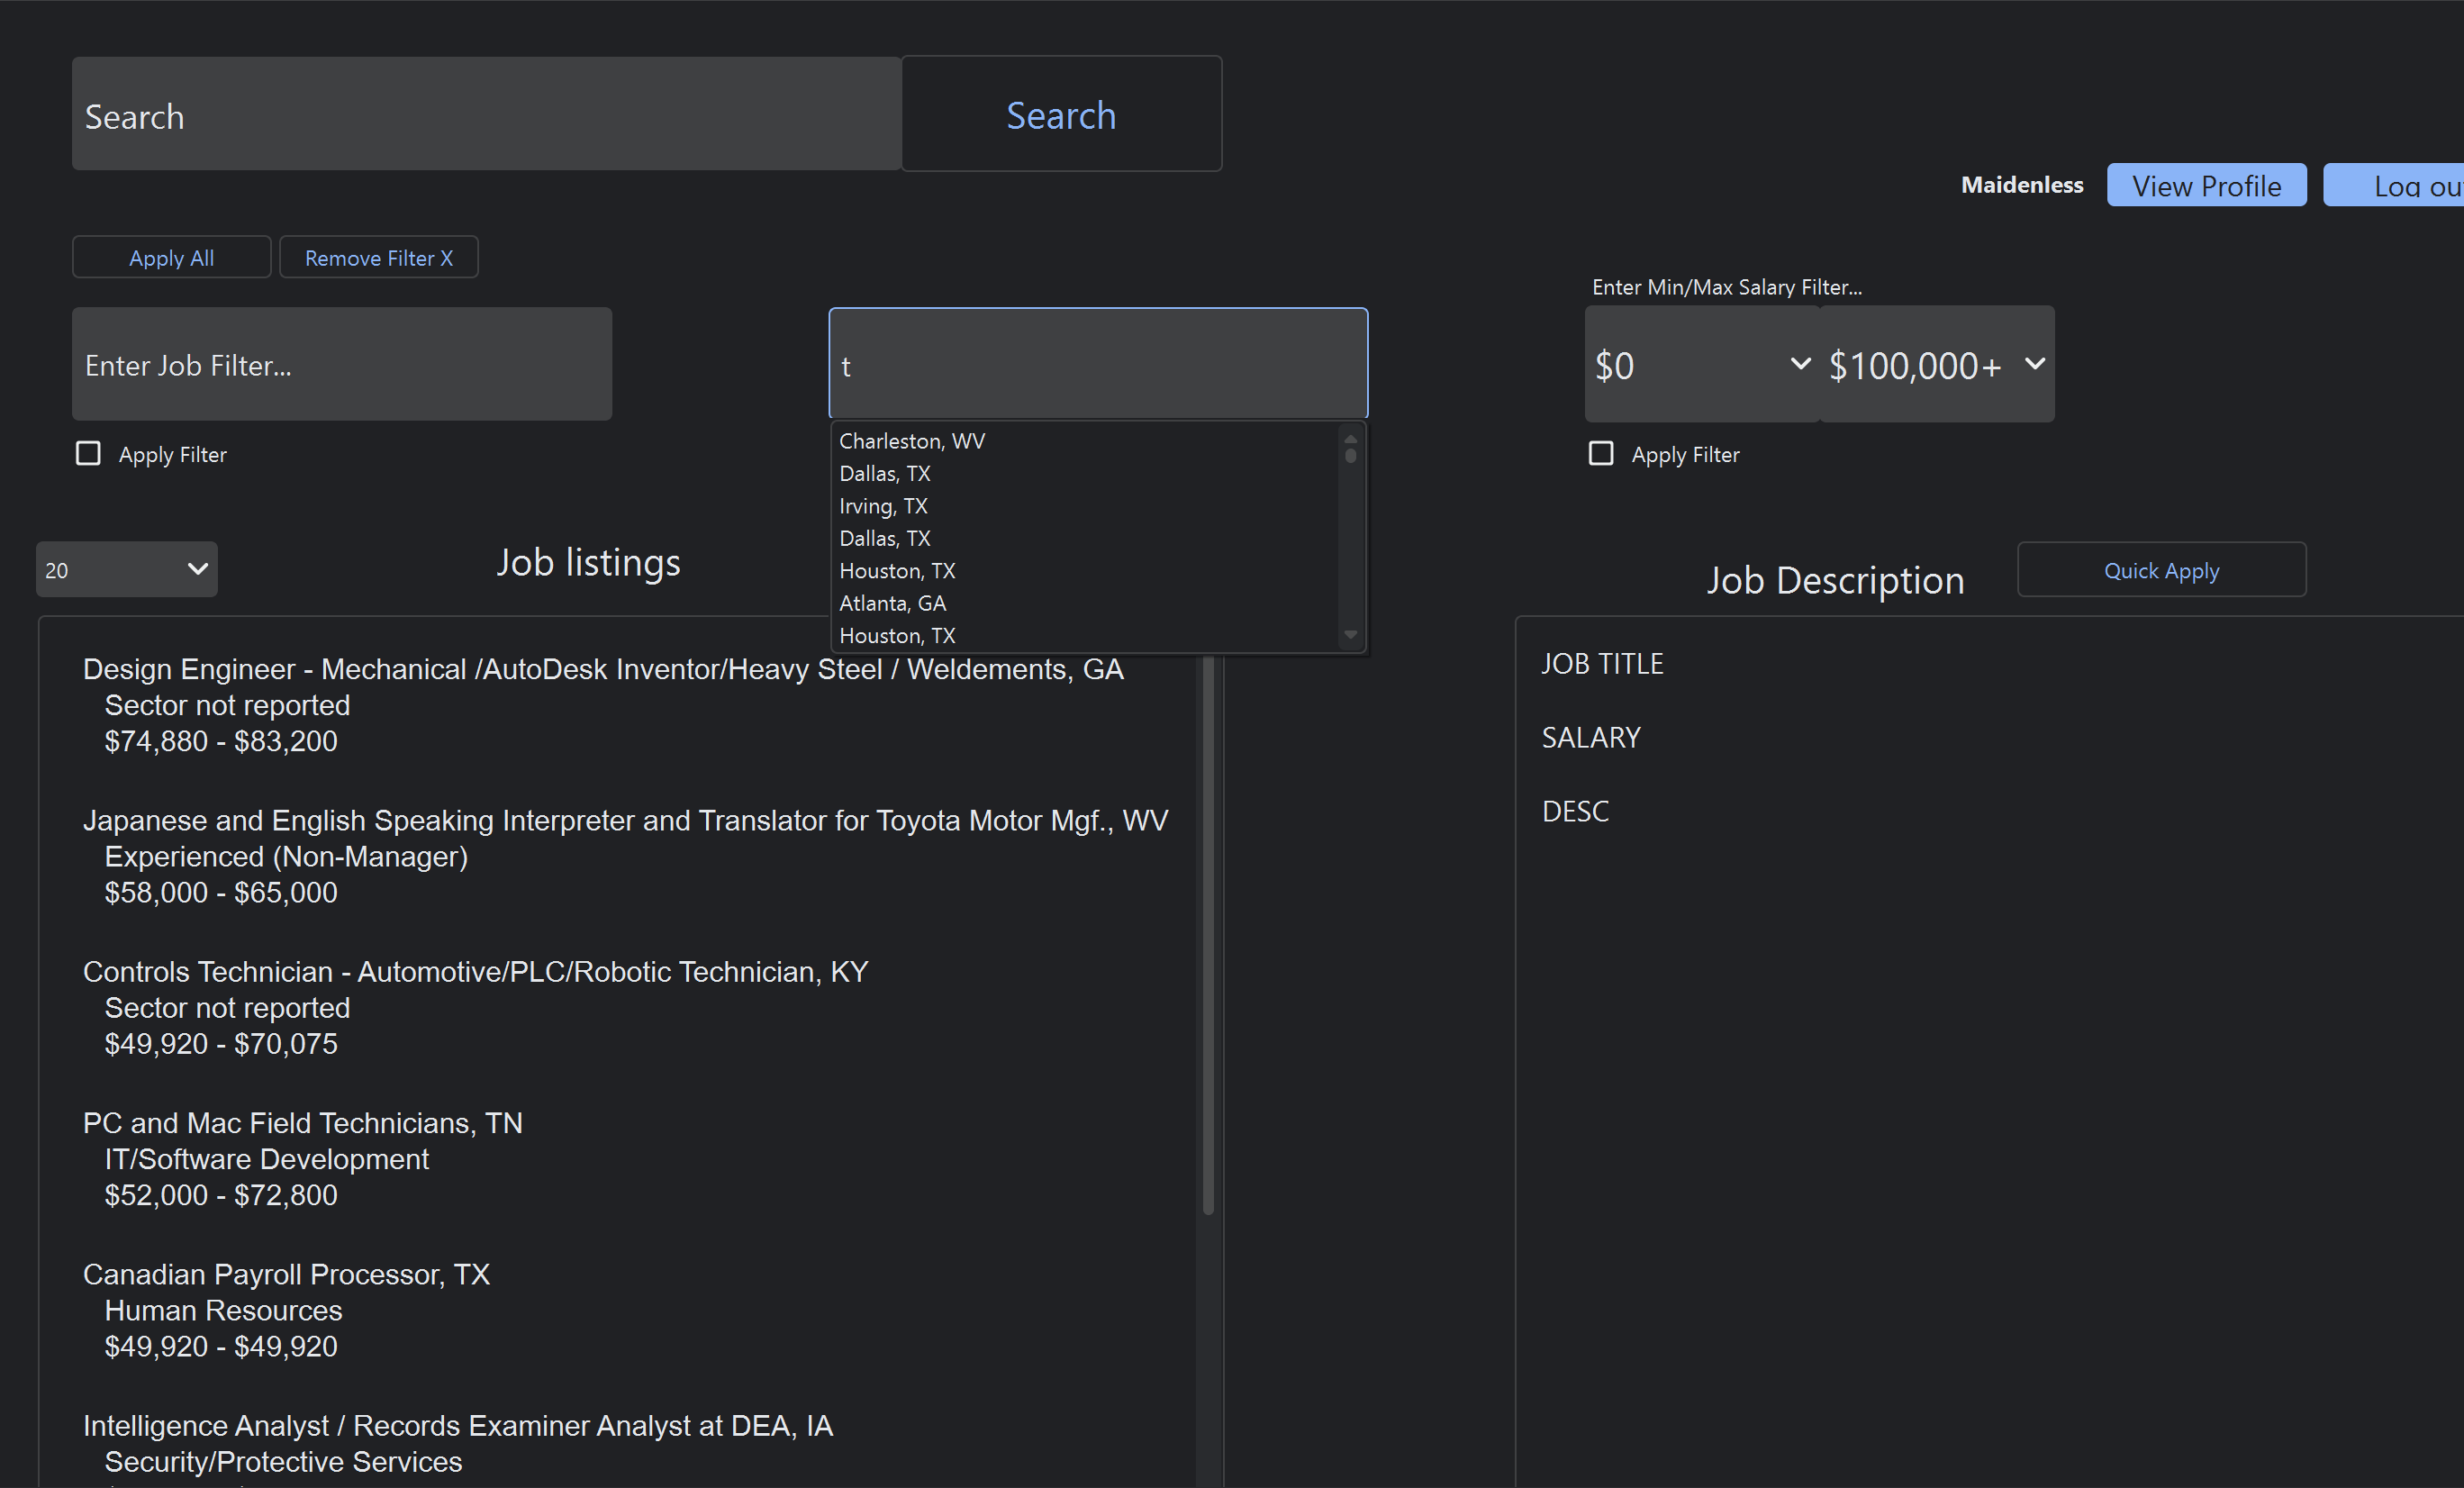 Search
Search
Maidenless
View Profile
Log out
Apply All
Remove Filter X
Enter Min/Max Salary Filter...
Enter Job Filter...
t
$0
$100,000+
Apply Filter
Apply Filter
Charleston, WV
Dallas, TX
Irving, TX
Dallas, TX
Houston, TX
Atlanta, GA
Houston, TX
20
Job listings
Job Description
Quick Apply
Design Engineer - Mechanical /AutoDesk Inventor/Heavy Steel / Weldements, GA
Sector not reported
$74,880 - $83,200
Japanese and English Speaking Interpreter and Translator for Toyota Motor Mgf., WV
Experienced (Non-Manager)
$58,000 - $65,000
Controls Technician - Automotive/PLC/Robotic Technician, KY
Sector not reported
$49,920 - $70,075
PC and Mac Field Technicians, TN
IT/Software Development
$52,000 - $72,800
Canadian Payroll Processor, TX
Human Resources
$49,920 - $49,920
Intelligence Analyst / Records Examiner Analyst at DEA, IA
Security/Protective Services
JOB TITLE
SALARY
DESC